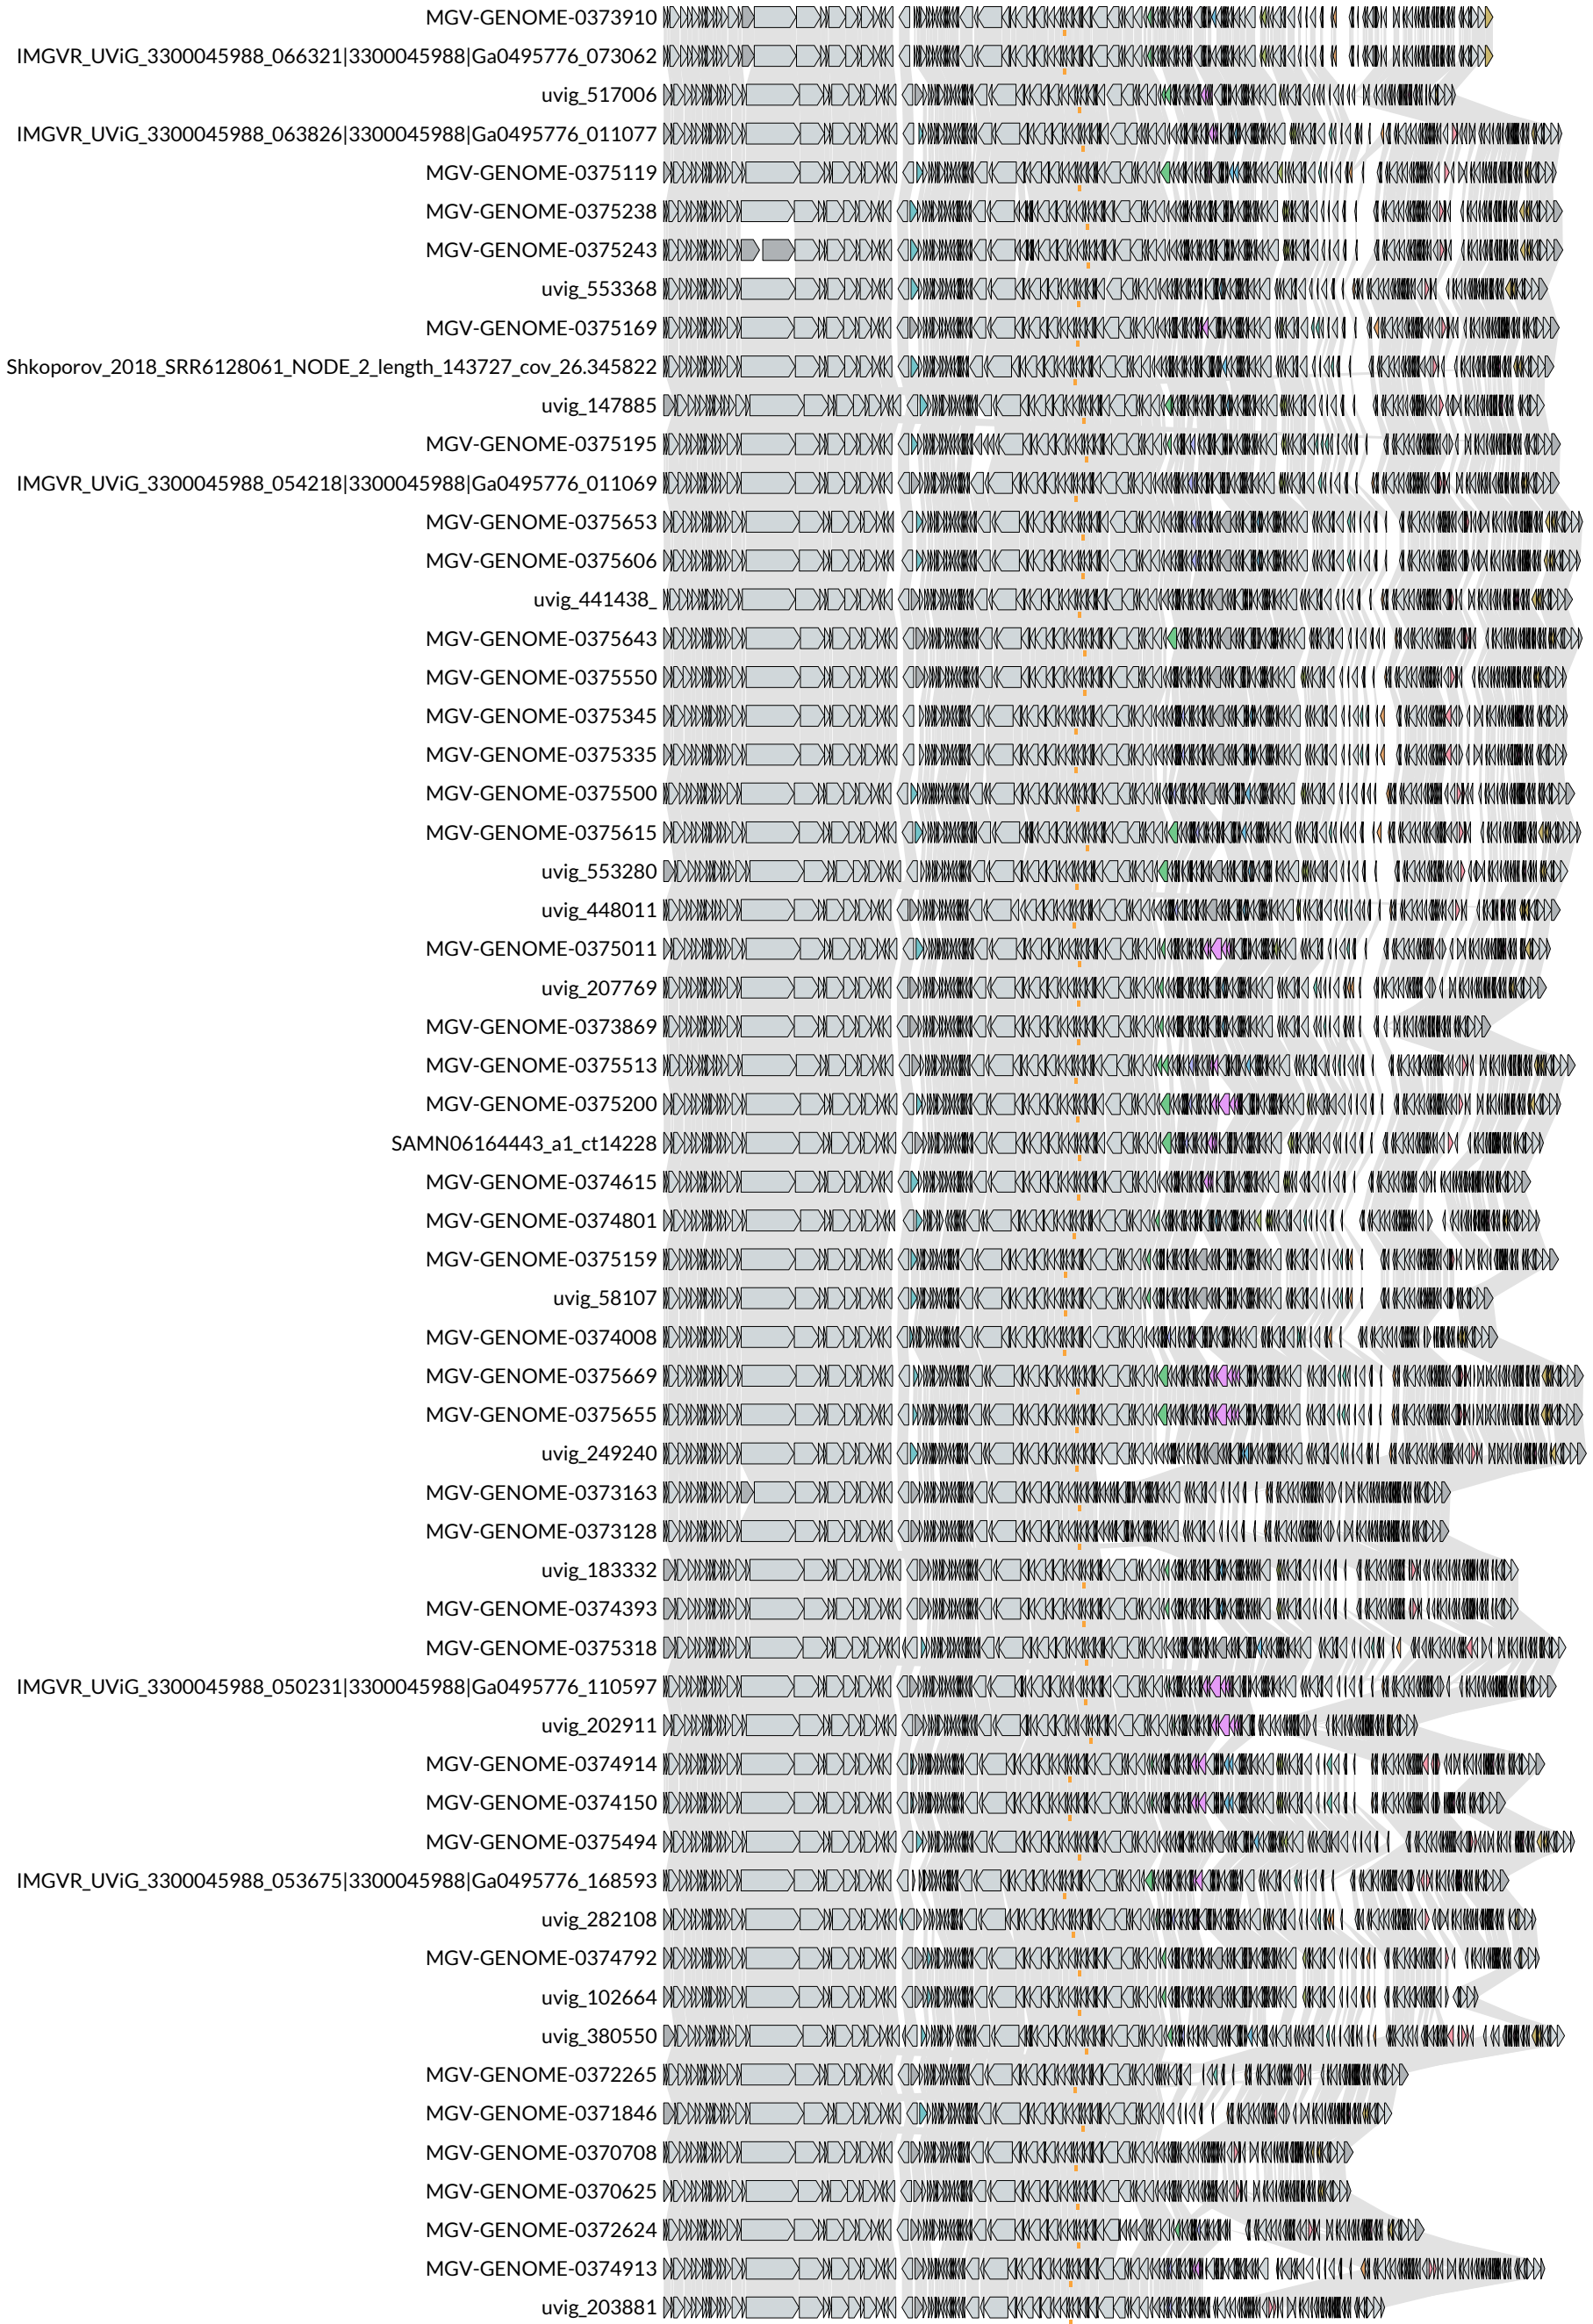 MGV-GENOME-0373910
IMGVR_UViG_3300045988_066321|3300045988|Ga0495776_073062
uvig_517006
IMGVR_UViG_3300045988_063826|3300045988|Ga0495776_011077
MGV-GENOME-0375119
MGV-GENOME-0375238
MGV-GENOME-0375243
uvig_553368
MGV-GENOME-0375169
Shkoporov_2018_SRR6128061_NODE_2_length_143727_cov_26.345822
uvig_147885
MGV-GENOME-0375195
IMGVR_UViG_3300045988_054218|3300045988|Ga0495776_011069
MGV-GENOME-0375653
MGV-GENOME-0375606
uvig_441438_
MGV-GENOME-0375643
MGV-GENOME-0375550
MGV-GENOME-0375345
MGV-GENOME-0375335
MGV-GENOME-0375500
MGV-GENOME-0375615
uvig_553280
uvig_448011
MGV-GENOME-0375011
uvig_207769
MGV-GENOME-0373869
MGV-GENOME-0375513
MGV-GENOME-0375200
SAMN06164443_a1_ct14228
MGV-GENOME-0374615
MGV-GENOME-0374801
MGV-GENOME-0375159
uvig_58107
MGV-GENOME-0374008
MGV-GENOME-0375669
MGV-GENOME-0375655
uvig_249240
MGV-GENOME-0373163
MGV-GENOME-0373128
uvig_183332
MGV-GENOME-0374393
MGV-GENOME-0375318
IMGVR_UViG_3300045988_050231|3300045988|Ga0495776_110597
uvig_202911
MGV-GENOME-0374914
MGV-GENOME-0374150
MGV-GENOME-0375494
IMGVR_UViG_3300045988_053675|3300045988|Ga0495776_168593
uvig_282108
MGV-GENOME-0374792
uvig_102664
uvig_380550
MGV-GENOME-0372265
MGV-GENOME-0371846
MGV-GENOME-0370708
MGV-GENOME-0370625
MGV-GENOME-0372624
MGV-GENOME-0374913
uvig_203881